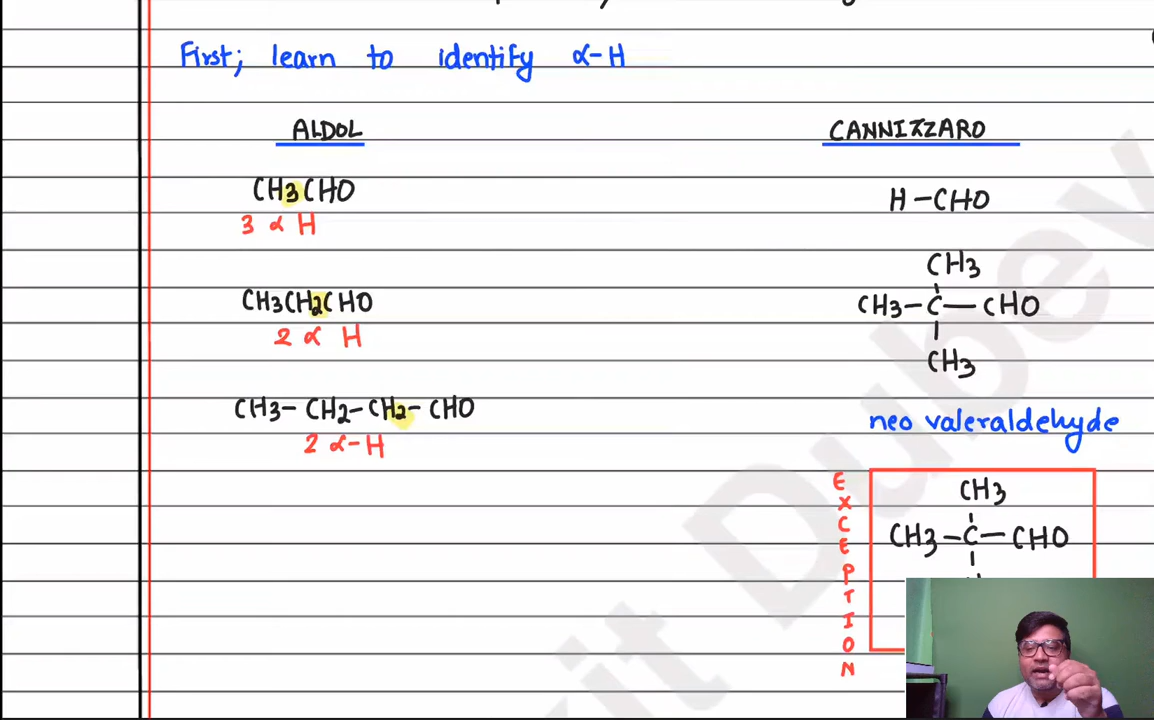 First; learn to identify α-H
ALDOL
CH3CHO
3 α H
CH3CH2CHO
2 α H
CH3- CH2-CH2- CHO
2 α-H
CANNIZZARO
H-CHO
CH3
CH3-C-CHO
CH3
neo valeraldehyde
EXCEPTION
CH3
CH3-C-CHO
Dubey